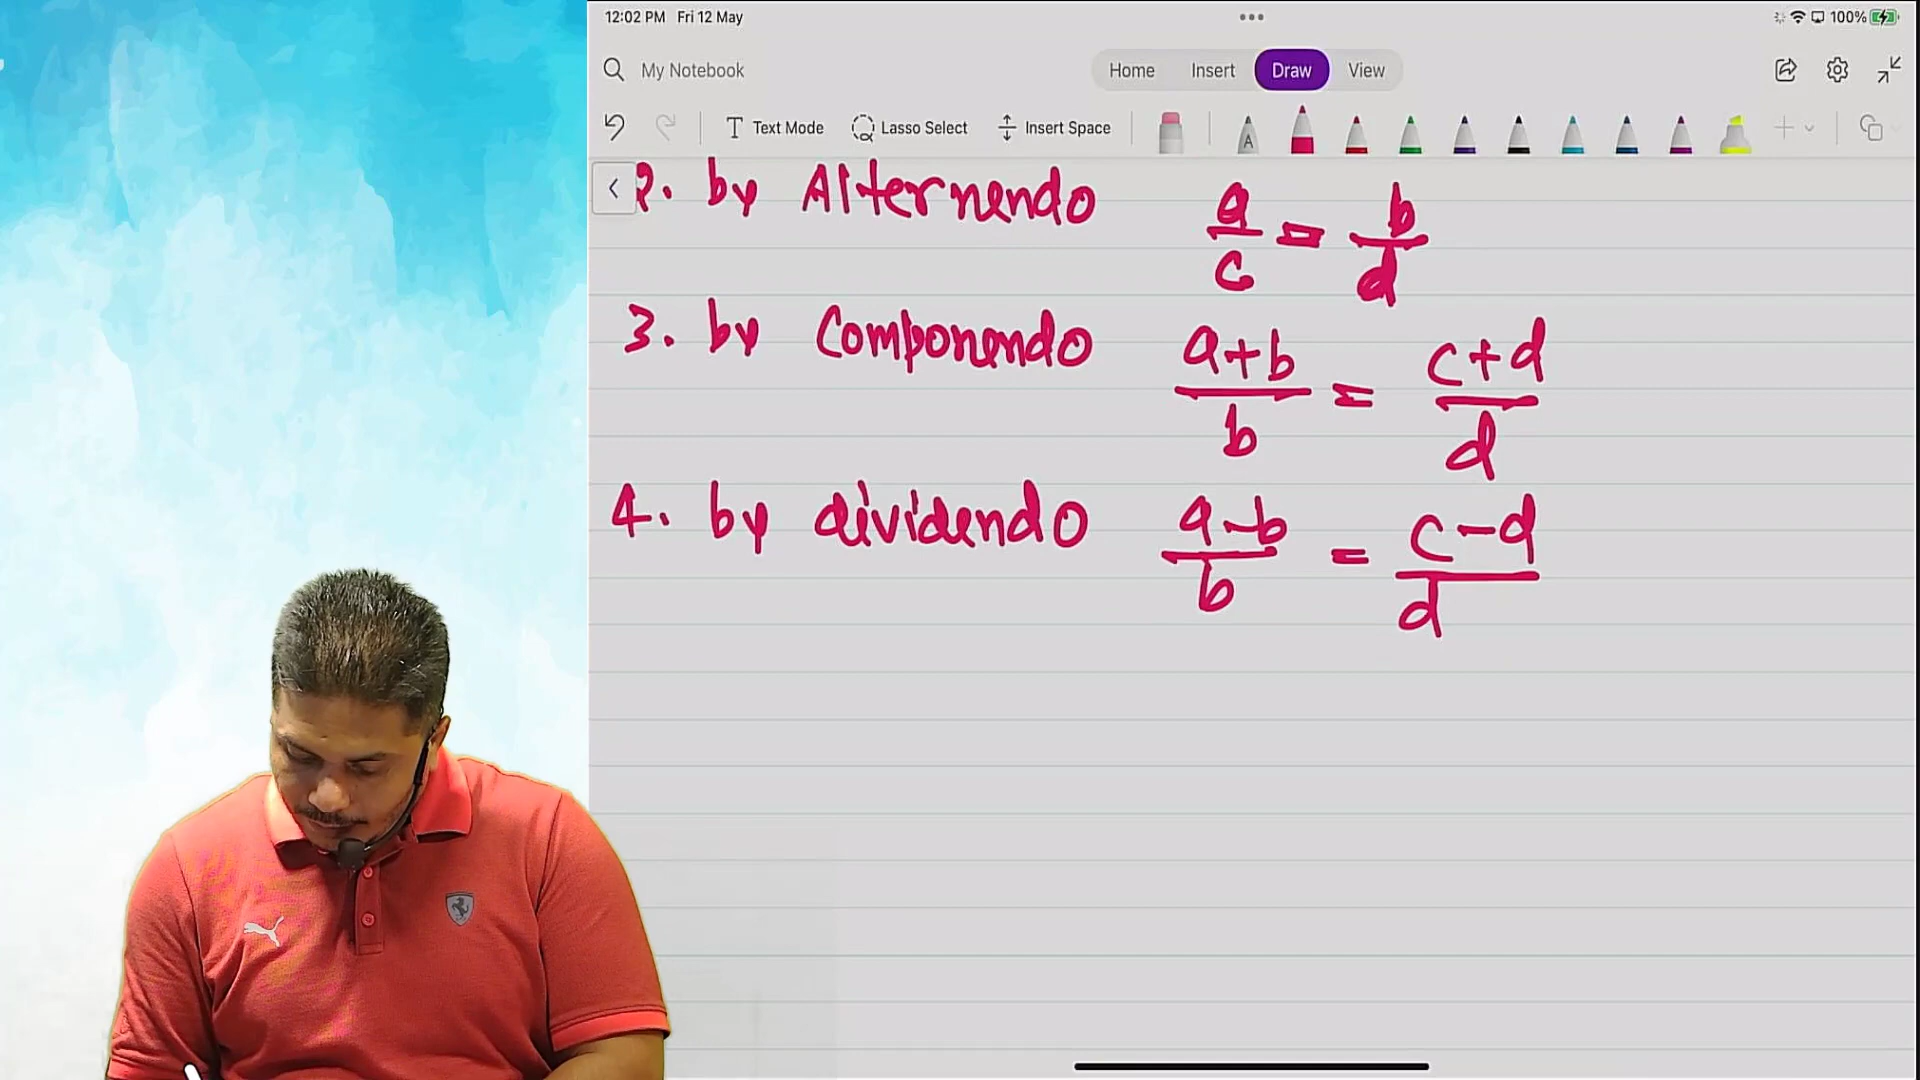 12:02 PM Fri 12 May 100%
My Notebook Home Insert Draw View
Text Mode Lasso Select Insert Space
2. by Alternendo a/c = b/d
3. by Componendo a+b/b = c+d/d
4. by dividendo a-b/b = c-d/d